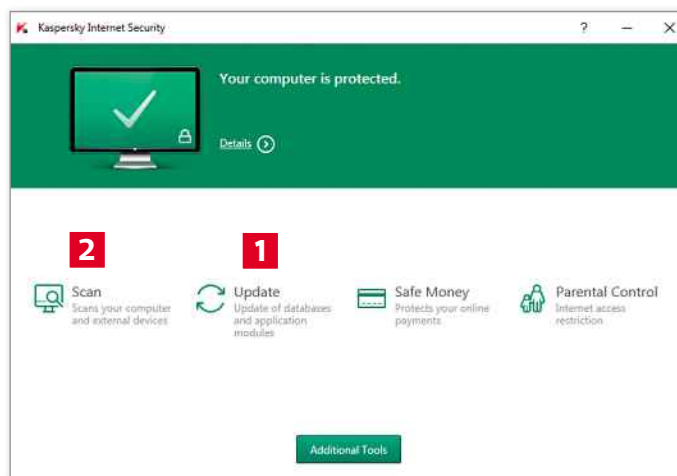 Kaspersky Internet Security
?
Your computer is protected.
Details
2
1
Scan
Scans your computer
and external devices
Update
Update of databases
and application
modules
Safe Money
Protects your online
payments
Parental Control
Internet access
restriction
Additional Tools